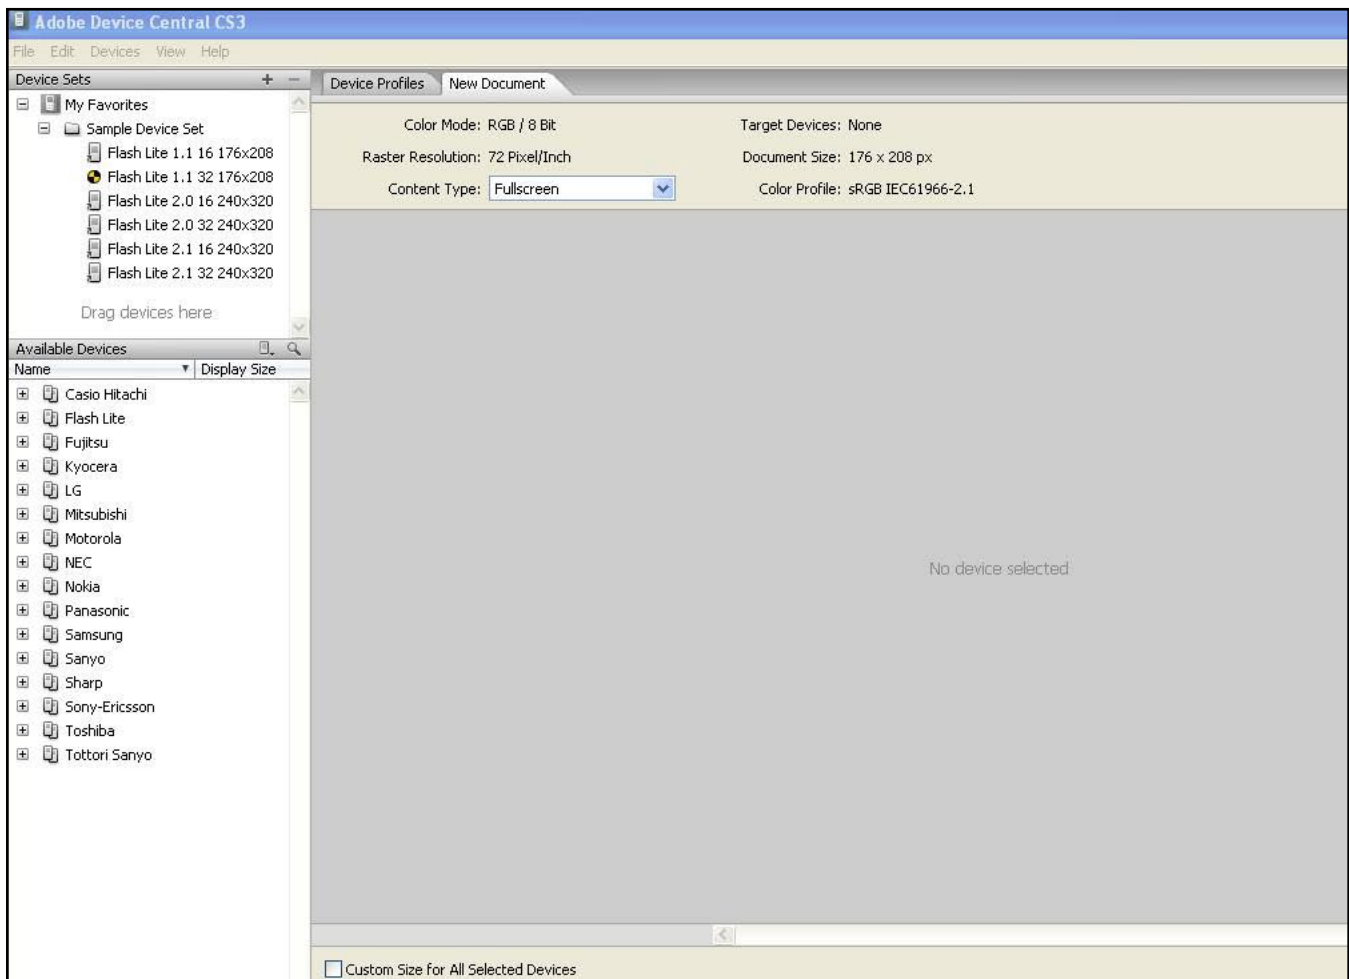 Adobe Device Central CS3
File Edit Devices View Help
Device Sets
My Favorites
Sample Device Set
Flash Lite 1.1 16 176x208
Flash Lite 1.1 32 176x208
Flash Lite 2.0 16 240x320
Flash Lite 2.0 32 240x320
Flash Lite 2.1 16 240x320
Flash Lite 2.1 32 240x320
Drag devices here
Available Devices
Name Display Size
Casio Hitachi
Flash Lite
Fujitsu
Kyocera
LG
Mitsubishi
Motorola
NEC
Nokia
Panasonic
Samsung
Sanyo
Sharp
Sony-Ericsson
Toshiba
Tottori Sanyo
Device Profiles New Document
Color Mode: RGB / 8 Bit Target Devices: None
Raster Resolution: 72 Pixel/Inch Document Size: 176 x 208 px
Content Type: Fullscreen Color Profile: sRGB IEC61966-2.1
No device selected
Custom Size for All Selected Devices